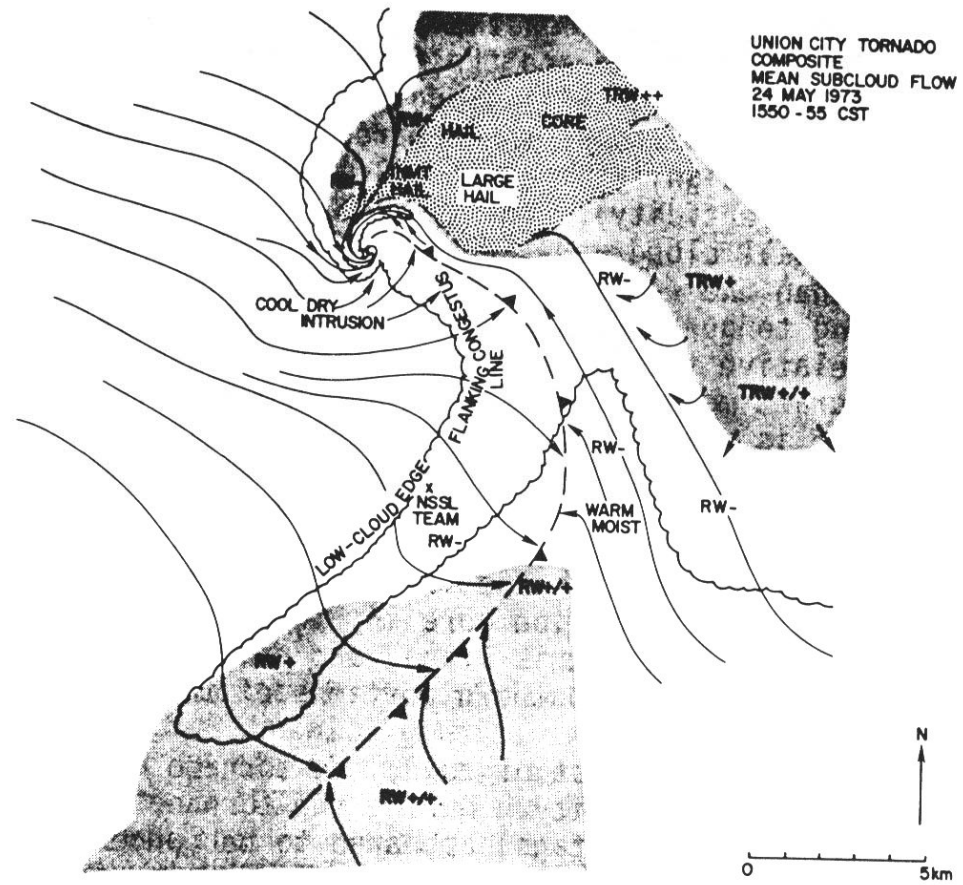 UNION CITY TORNADO
COMPOSITE
MEAN SUBCLOUD FLOW
24 MAY 1973
1550-55 CST
TRW++
HAIL
CORE
HAIL
LARGE
HAIL
COOL DRY
INTRUSION
FLANKING CONGESTUS
LINE
RW-
TRW+
TRW+/+
RW-
RW-
LOW-CLOUD EDGE
x
NSSL
TEAM
RW-
WARM
MOIST
RW+/+
RW+
RW+/+
N
0
5km